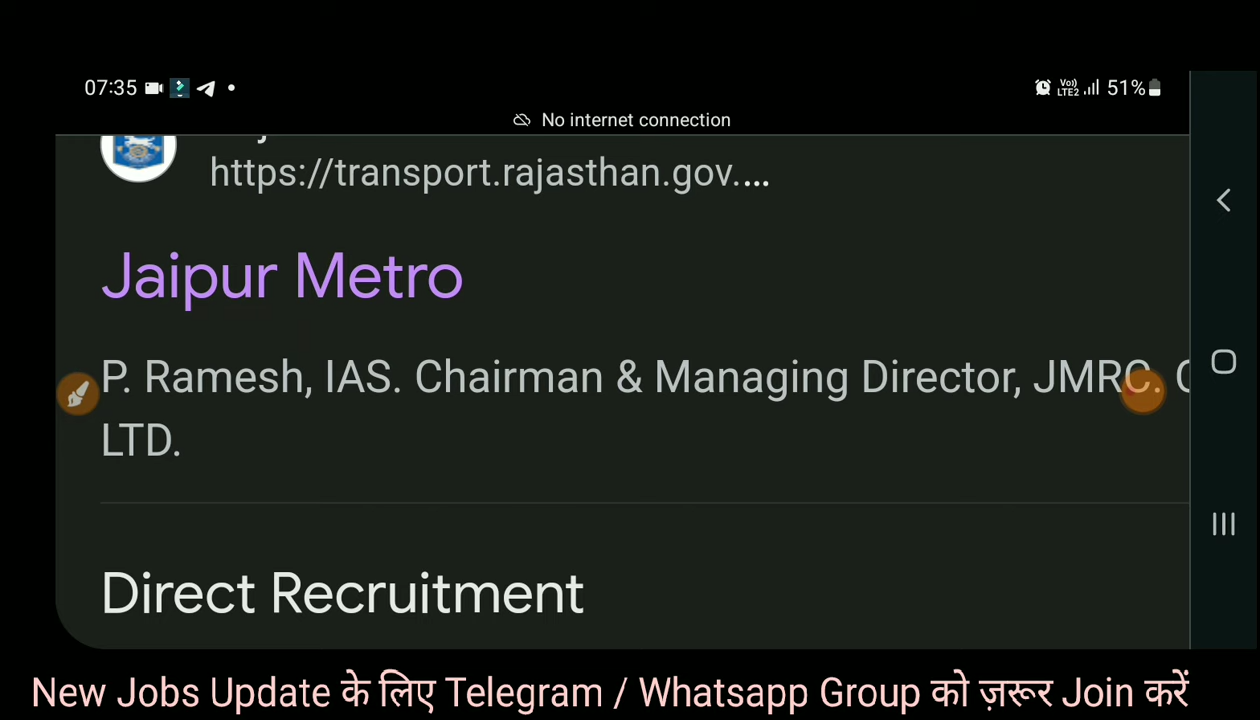 07:35
51%
No internet connection
https://transport.rajasthan.gov....
Jaipur Metro
P. Ramesh, IAS. Chairman & Managing Director, JMRC.
LTD.
Direct Recruitment
New Jobs Update के लिए Telegram / Whatsapp Group को ज़रूर Join करें